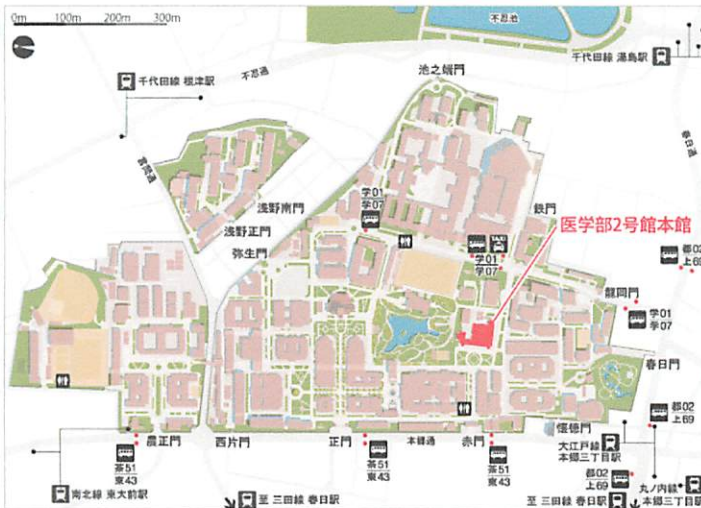 0m 100m 200m 300m
不忍池
千代田線 湯島駅
千代田線 根津駅
不忍通
池之端門
春日通
言問通
学01
学07
浅野南門
浅野正門
弥生門
鉄門
医学部2号館本館
TAXI
学01
学07
都02
上69
龍岡門
学01
学07
春日門
都02
上69
懐徳門
大江戸線
本郷三丁目駅
農正門
西片門
正門
本郷通
赤門
茶51
東43
茶51
東43
茶51
東43
都02
上69
丸ノ内線
本郷三丁目駅
南北線 東大前駅
至 三田線 春日駅
至 三田線 春日駅